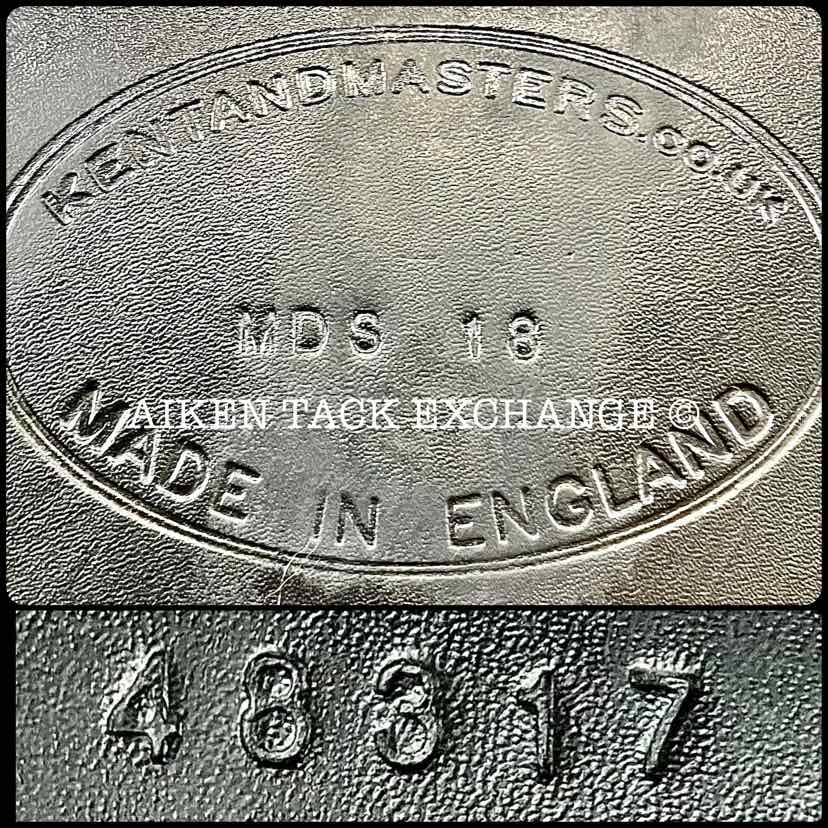 KENTANDMASTERS.CO.UK
MDS 18
AIKEN TACK EXCHANGE ©
MADE IN ENGLAND
48317